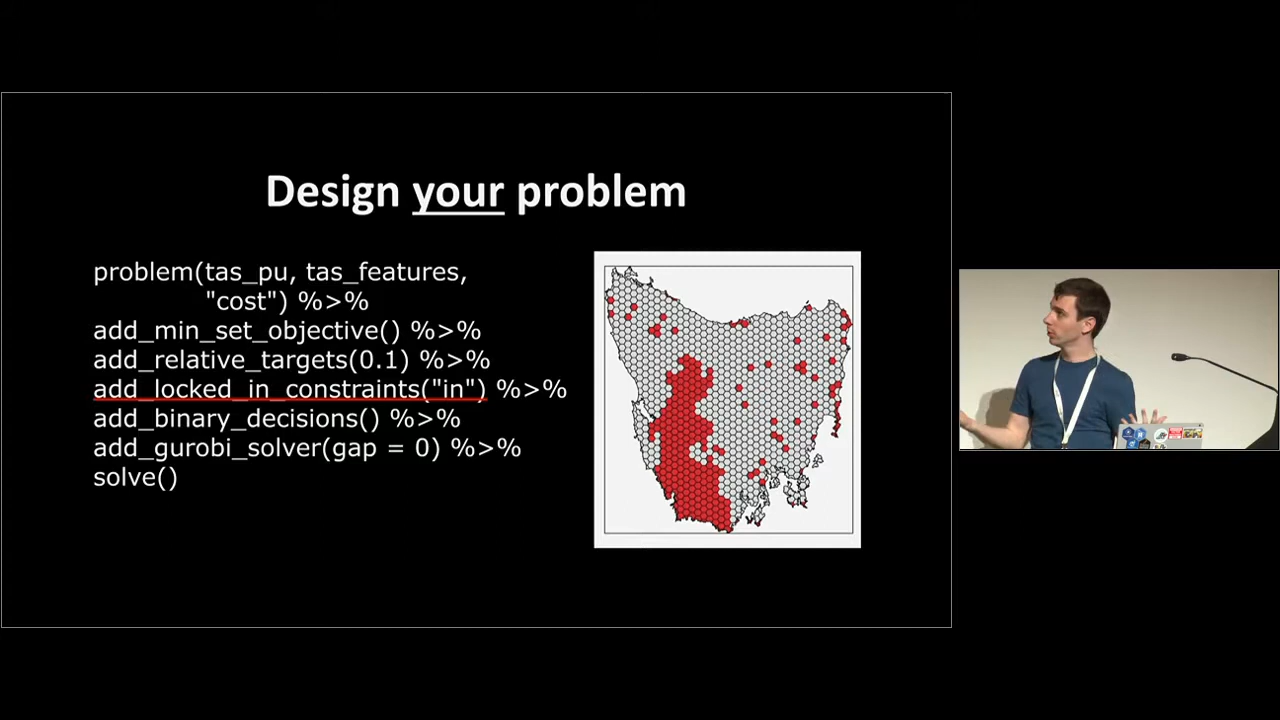 Design your problem
problem(tas_pu, tas_features,
"cost") %>%
add_min_set_objective() %>%
add_relative_targets(0.1) %>%
add_locked_in_constraints("in") %>%
add_binary_decisions() %>%
add_gurobi_solver(gap = 0) %>%
solve()